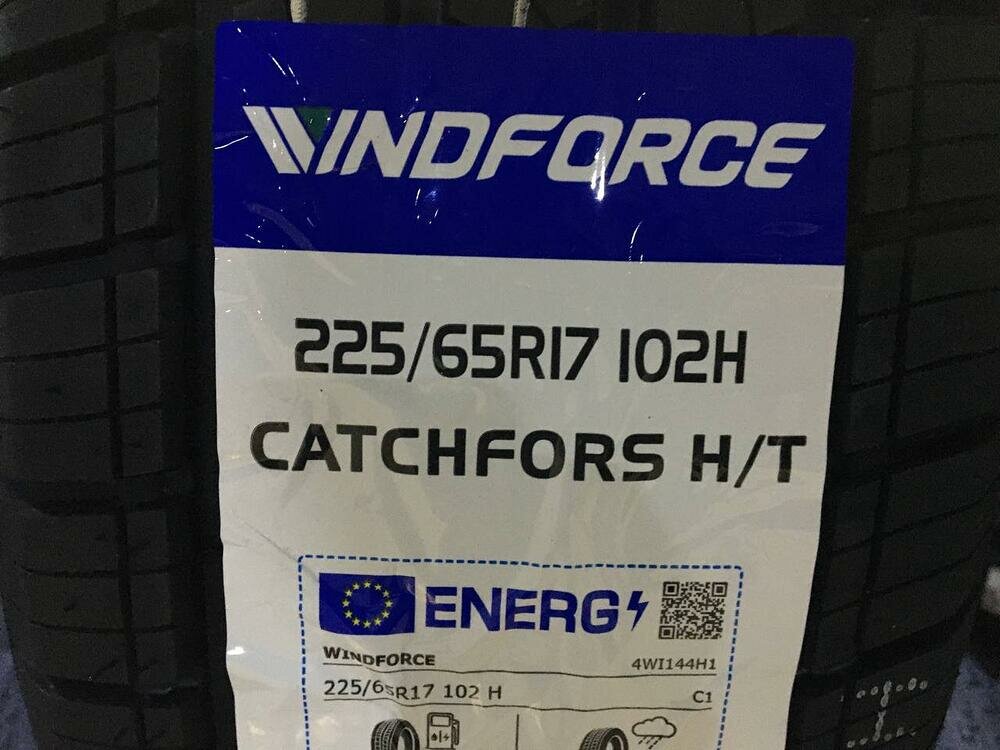 WINDFORCE
225/65R17 102H
CATCHFORS H/T
ENERG
WINDFORCE 4WI144H1
225/65R17 102 H C1